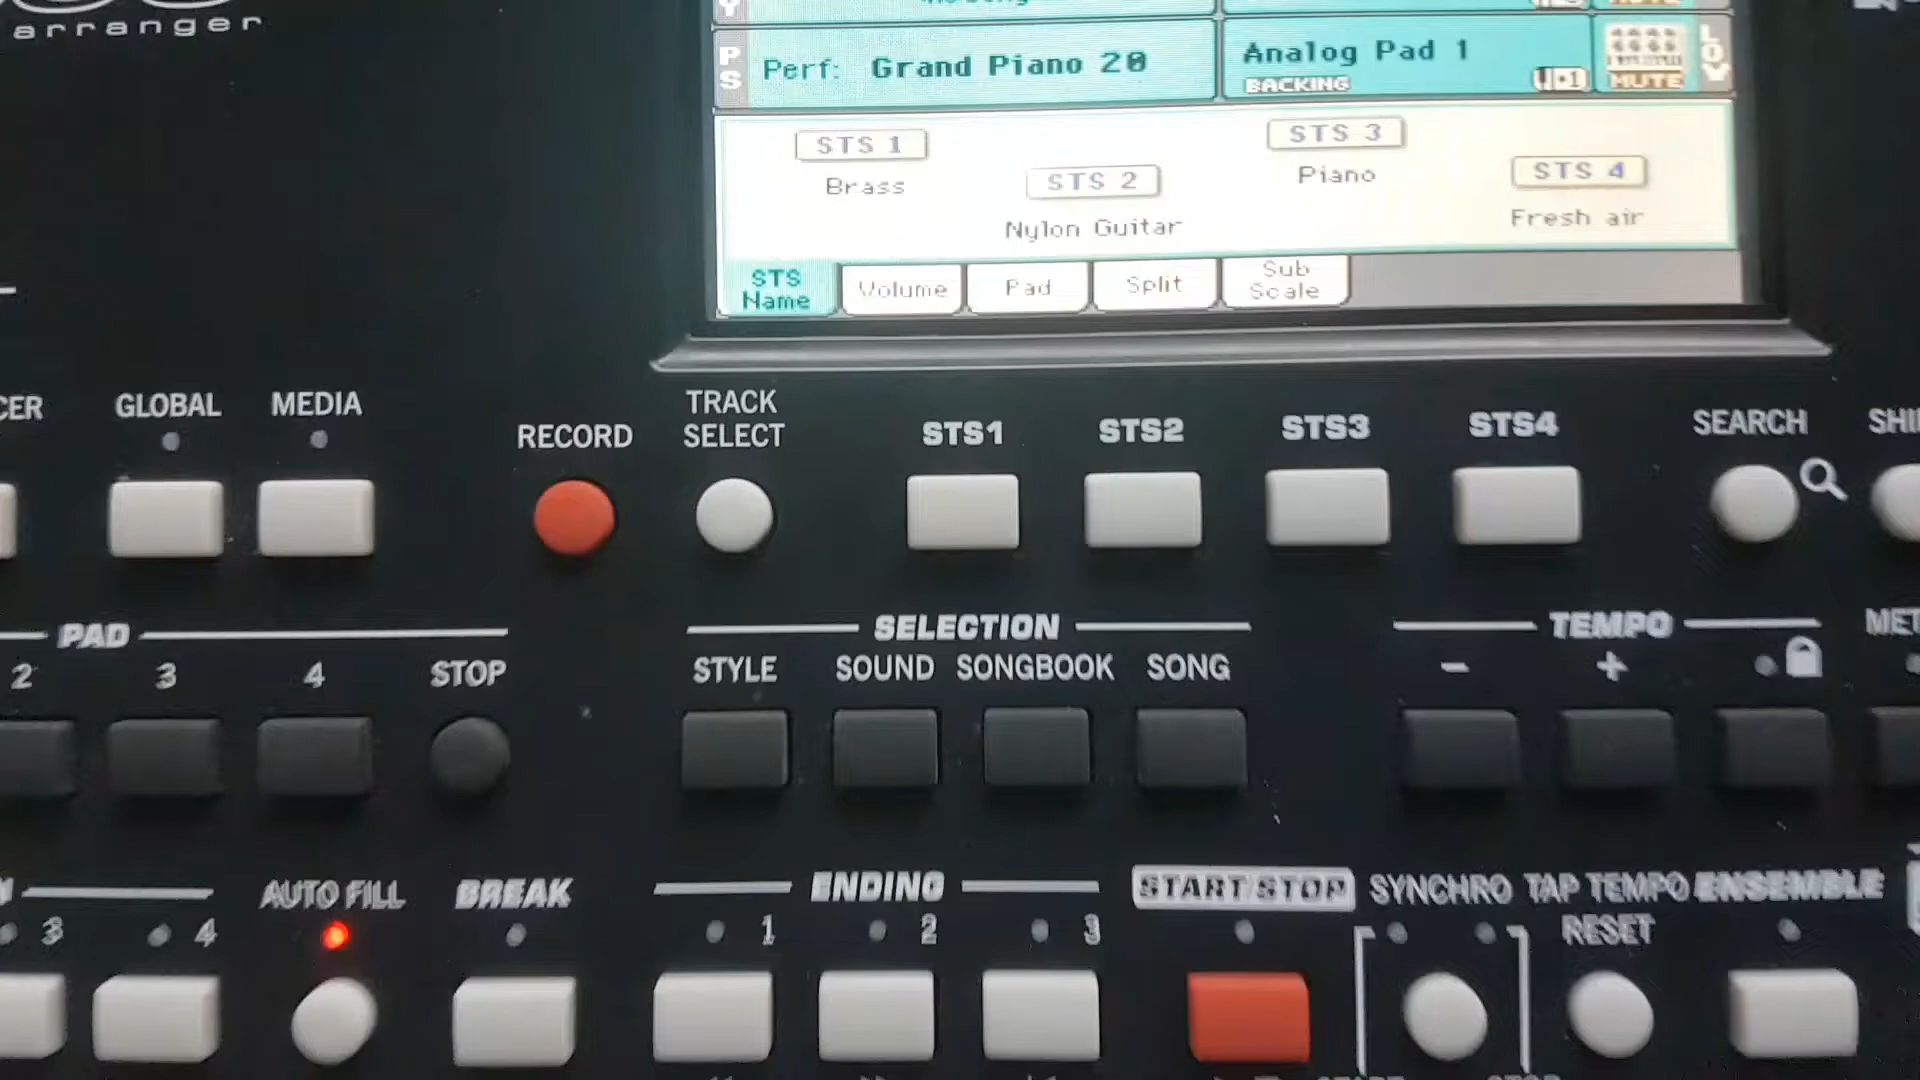 arranger
Perf: Grand Piano 20
Analog Pad 1
BACKING
MUTE
STS 1
Brass
STS 2
Nylon Guitar
STS 3
Piano
STS 4
Fresh air
STS Name
Volume
Pad
Split
Sub Scale
GLOBAL
MEDIA
RECORD
TRACK SELECT
STS1
STS2
STS3
STS4
SEARCH
PAD
2
3
4
STOP
SELECTION
STYLE
SOUND
SONGBOOK
SONG
TEMPO
-
+
3
4
AUTO FILL
BREAK
ENDING
1
2
3
START STOP
SYNCHRO
TAP TEMPO
RESET
ENSEMBLE